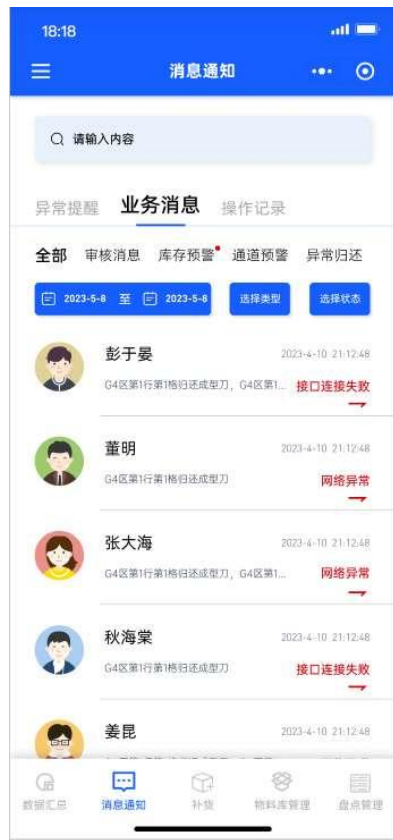 18:18
消息通知
请输入内容
异常提醒 业务消息 操作记录
全部 审核消息 库存预警 通道预警 异常归还
2023-5-8 至 2023-5-8 选择类型 选择状态
彭于晏 2023-4-10 21:12:48
G4区第1行第1格归还成型刀，G4区第1... 接口连接失败
董明 2023-4-10 21:12:48
G4区第1行第1格归还成型刀 网络异常
张大海 2023-4-10 21:12:48
G4区第1行第1格归还成型刀，G4区第1... 网络异常
秋海棠 2023-4-10 21:12:48
G4区第1行第1格归还成型刀 接口连接失败
姜昆 2023-4-10 21:12:48
数据汇总 消息通知 补货 物料库管理 盘点管理